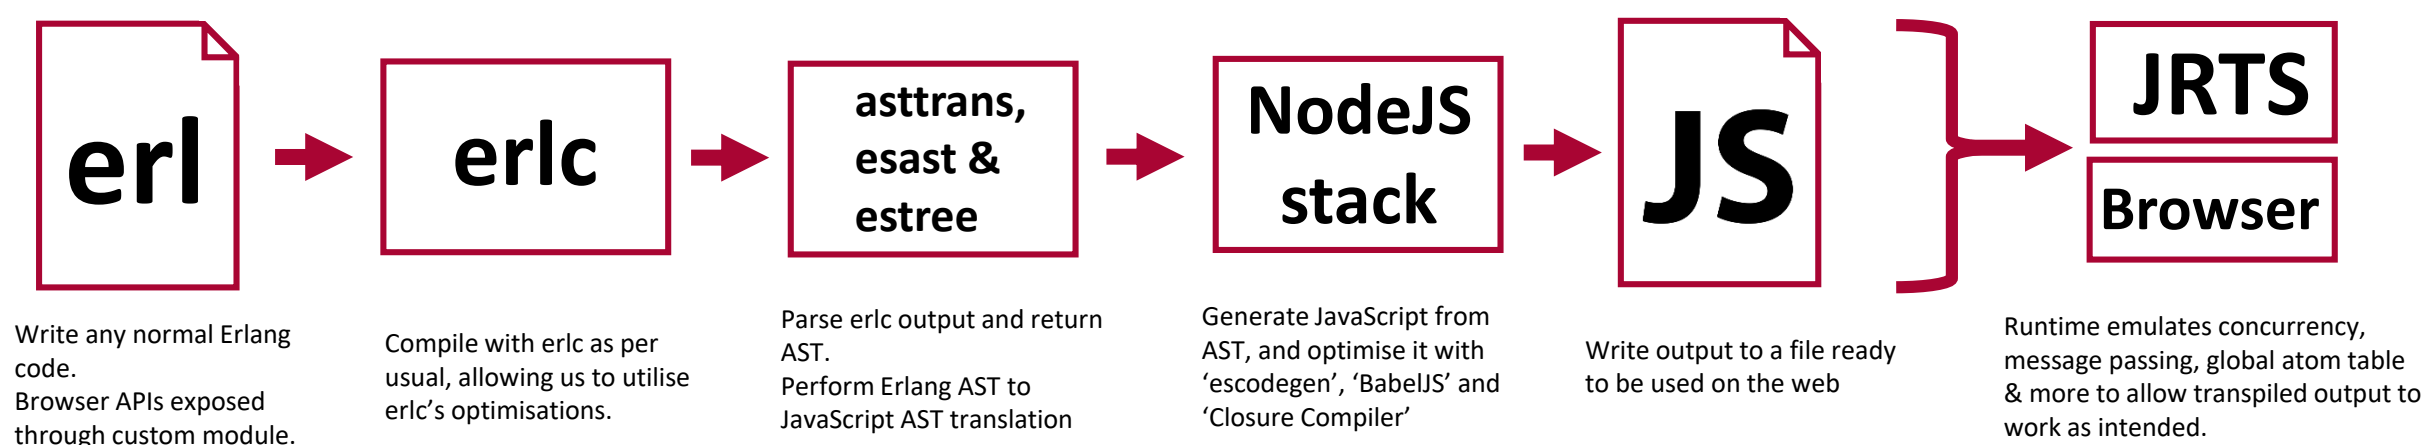 erl
Write any normal Erlang
code.
Browser APIs exposed
through custom module.
erlc
Compile with erlc as per
usual, allowing us to utilise
erlc's optimisations.
asttrans,
esast &
estree
Parse erlc output and return
AST.
Perform Erlang AST to
JavaScript AST translation
NodeJS
stack
Generate JavaScript from
AST, and optimise it with
‘escodegen’, ‘BabelJS’ and
‘Closure Compiler’
JS
Write output to a file ready
to be used on the web
JRTS
Browser
Runtime emulates concurrency,
message passing, global atom table
& more to allow transpiled output to
work as intended.